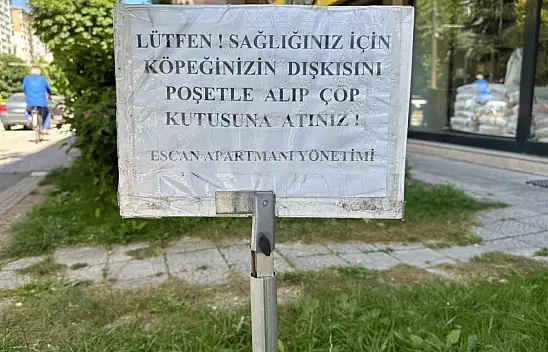 LÜTFEN ! SAĞLIĞINIZ İÇİN
KÖPEĞİNİZİN DIŞKISINI
POŞETLE ALIP ÇÖP
KUTUSUNA ATINIZ !
ESCAN APARTMANI YÖNETİMİ